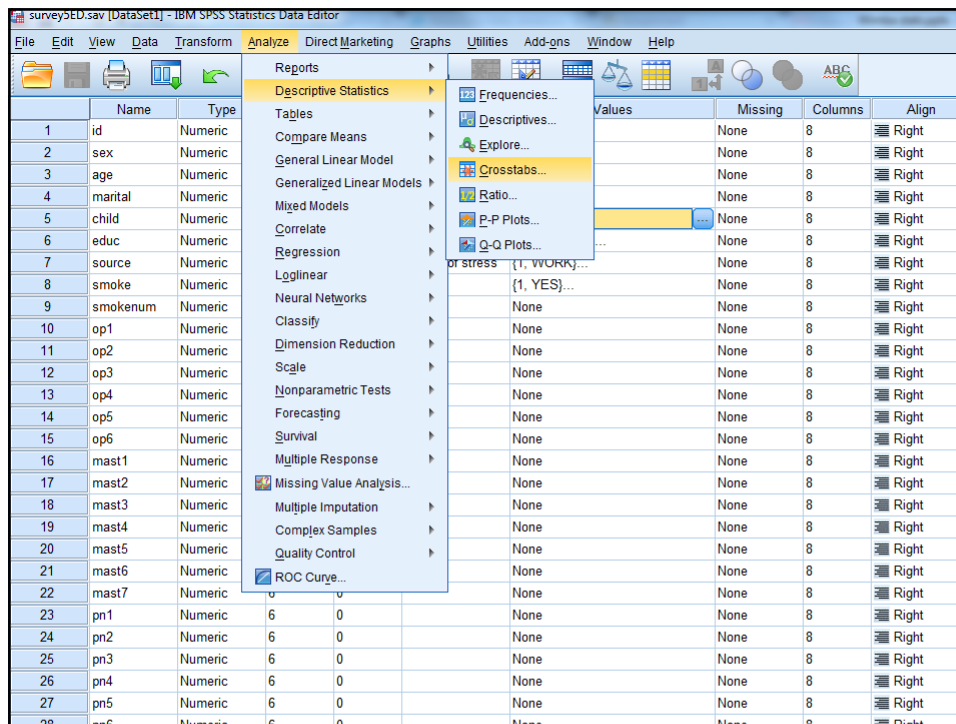 survey5ED.sav [DataSet1] - IBM SPSS Statistics Data Editor
File Edit View Data Transform Analyze Direct Marketing Graphs Utilities Add-ons Window Help
Reports
Descriptive Statistics
Tables
Compare Means
General Linear Model
Generalized Linear Models
Mixed Models
Correlate
Regression
Loglinear
Neural Networks
Classify
Dimension Reduction
Scale
Nonparametric Tests
Forecasting
Survival
Multiple Response
Missing Value Analysis...
Multiple Imputation
Complex Samples
Quality Control
ROC Curve...
Frequencies...
Descriptives...
Explore...
Crosstabs...
Ratio...
P-P Plots...
Q-Q Plots...
Name Type Values Missing Columns Align
1 id Numeric None 8 Right
2 sex Numeric None 8 Right
3 age Numeric None 8 Right
4 marital Numeric None 8 Right
5 child Numeric ... None 8 Right
6 educ Numeric ... None 8 Right
7 source Numeric of stress {1, WORK}... None 8 Right
8 smoke Numeric {1, YES}... None 8 Right
9 smokenum Numeric None None 8 Right
10 op1 Numeric None None 8 Right
11 op2 Numeric None None 8 Right
12 op3 Numeric None None 8 Right
13 op4 Numeric None None 8 Right
14 op5 Numeric None None 8 Right
15 op6 Numeric None None 8 Right
16 mast1 Numeric None None 8 Right
17 mast2 Numeric None None 8 Right
18 mast3 Numeric None None 8 Right
19 mast4 Numeric None None 8 Right
20 mast5 Numeric None None 8 Right
21 mast6 Numeric None None 8 Right
22 mast7 Numeric 6 0 None None 8 Right
23 pn1 Numeric 6 0 None None 8 Right
24 pn2 Numeric 6 0 None None 8 Right
25 pn3 Numeric 6 0 None None 8 Right
26 pn4 Numeric 6 0 None None 8 Right
27 pn5 Numeric 6 0 None None 8 Right